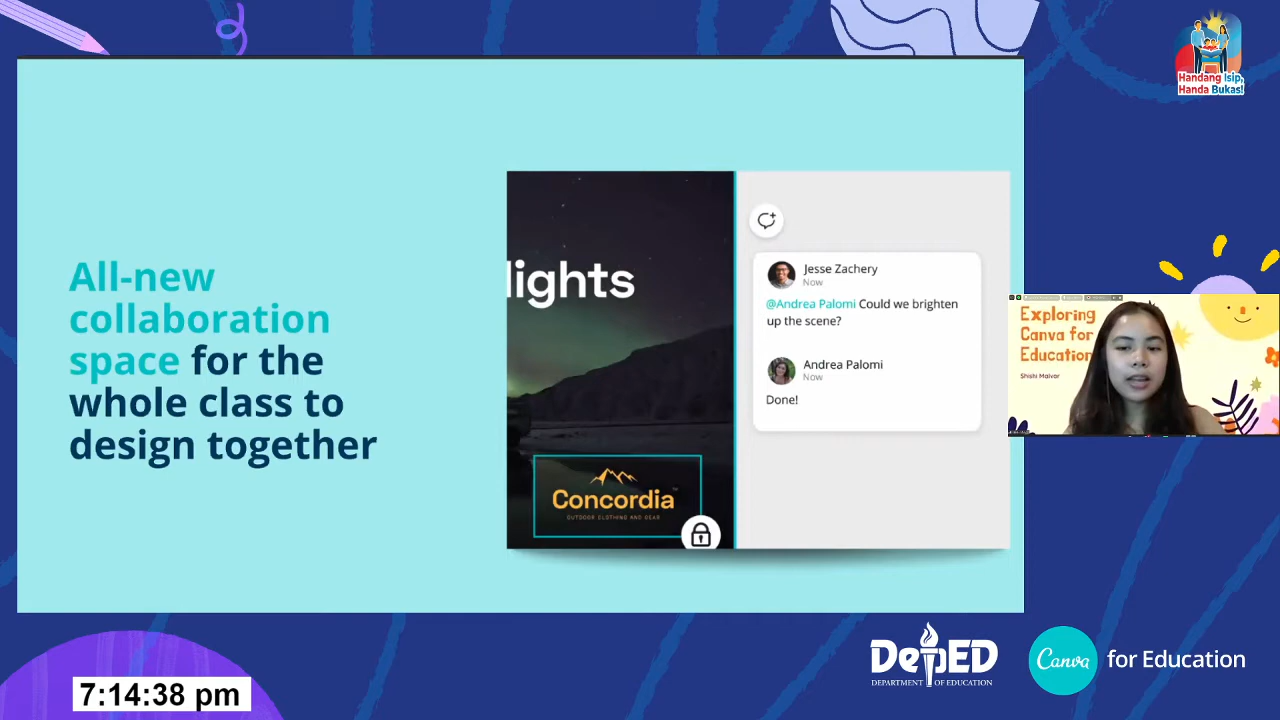 Handang Isip,
Handa Bukas!
All-new
collaboration
space for the
whole class to
design together
lights
Concordia
OUTDOOR CLOTHING AND GEAR
Jesse Zachery
Now
@Andrea Palomi Could we brighten
up the scene?
Andrea Palomi
Now
Done!
Exploring
Canva for
Education
Shishi Malvar
7:14:38 pm
DepED
DEPARTMENT OF EDUCATION
Canva for Education